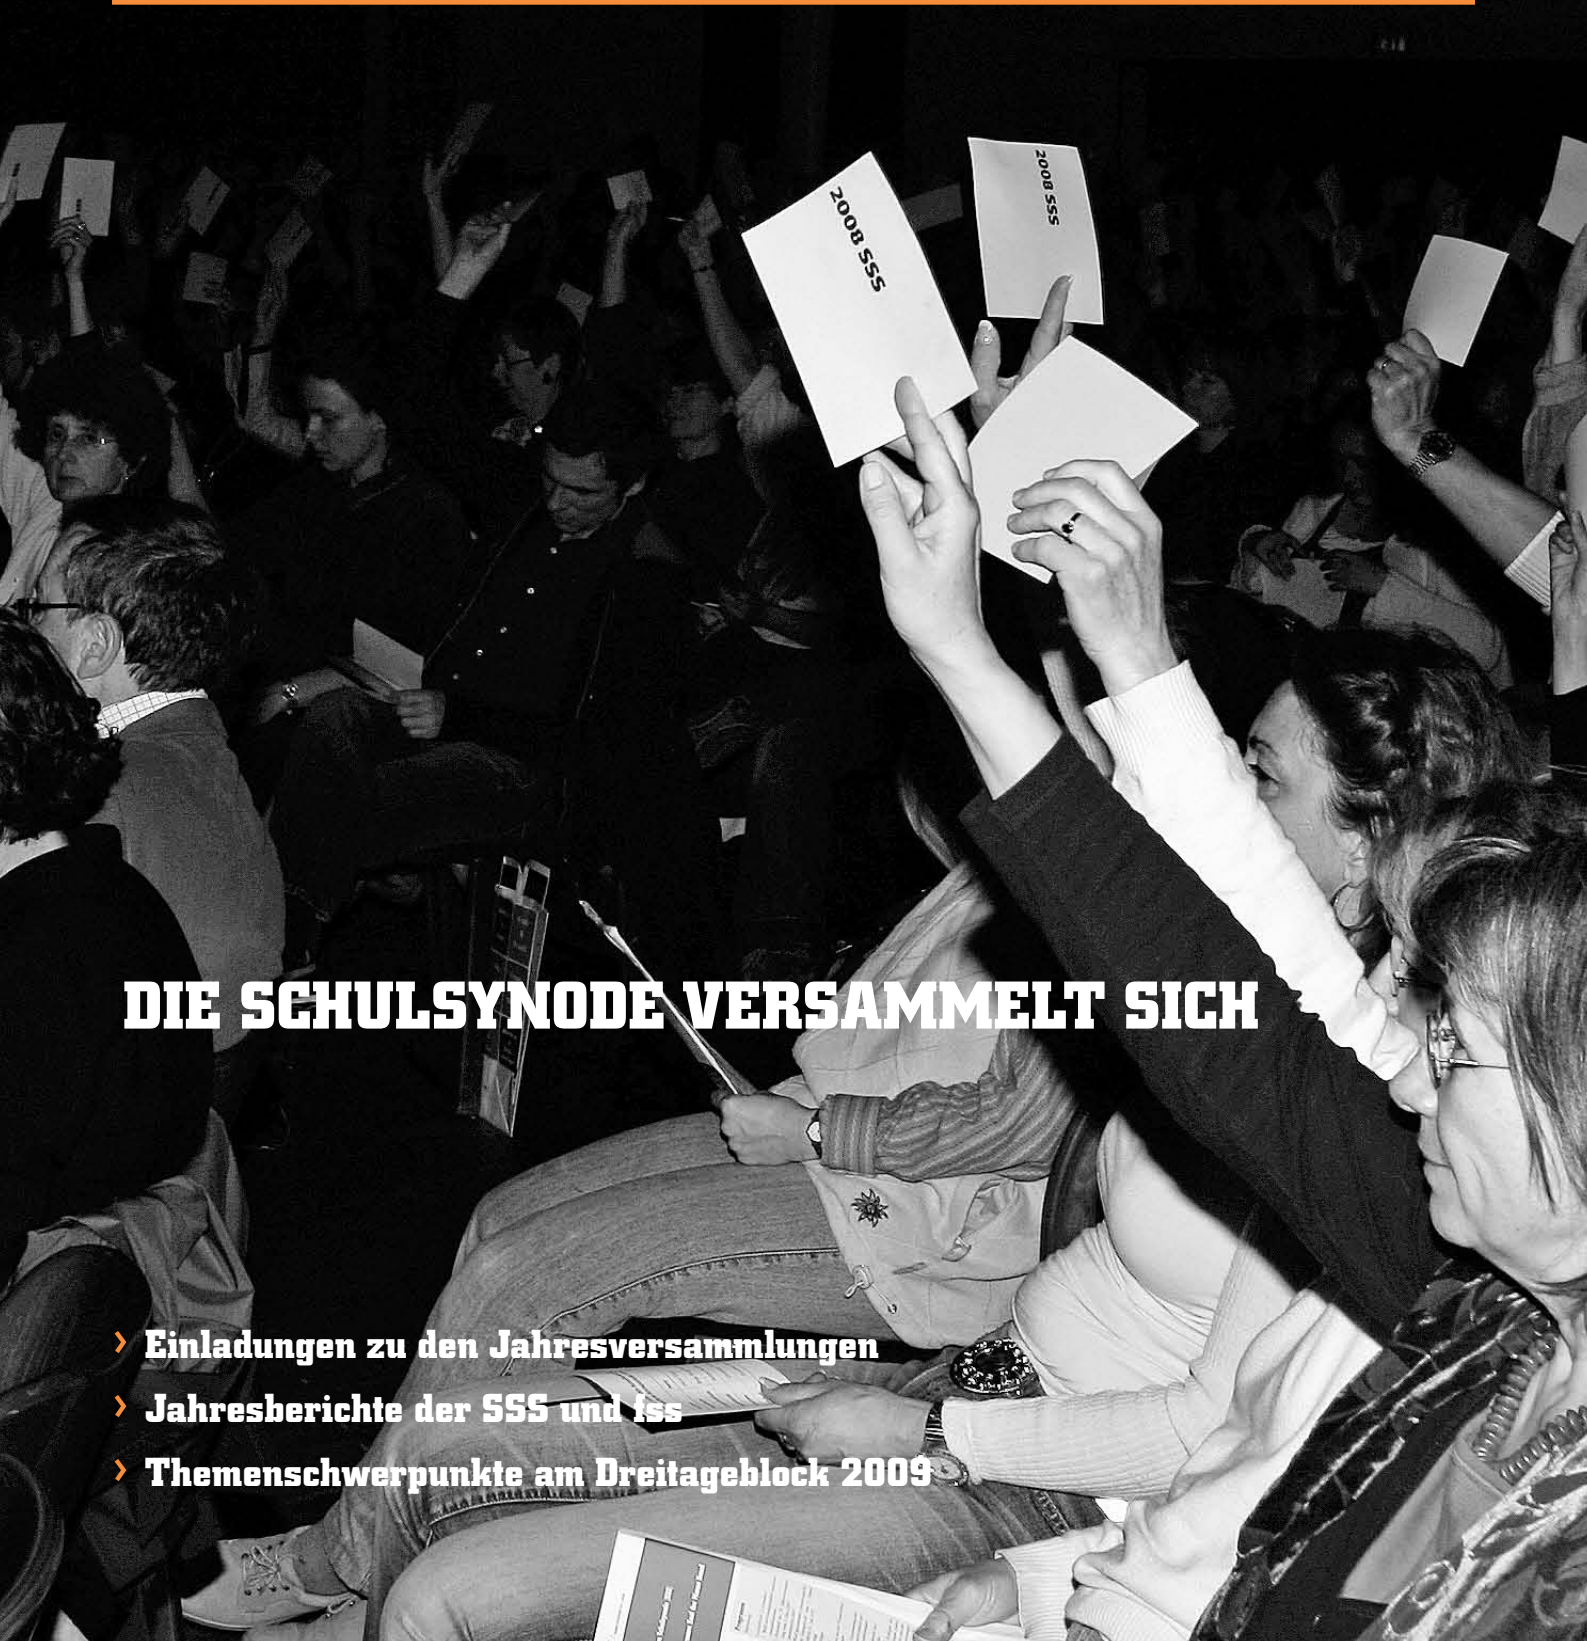 2008 SSS
2008 SSS
DIE SCHULSYNODE VERSAMMELT SICH
› Einladungen zu den Jahresversammlungen
› Jahresberichte der SSS und fss
› Themenschwerpunkte am Dreitageblock 2009